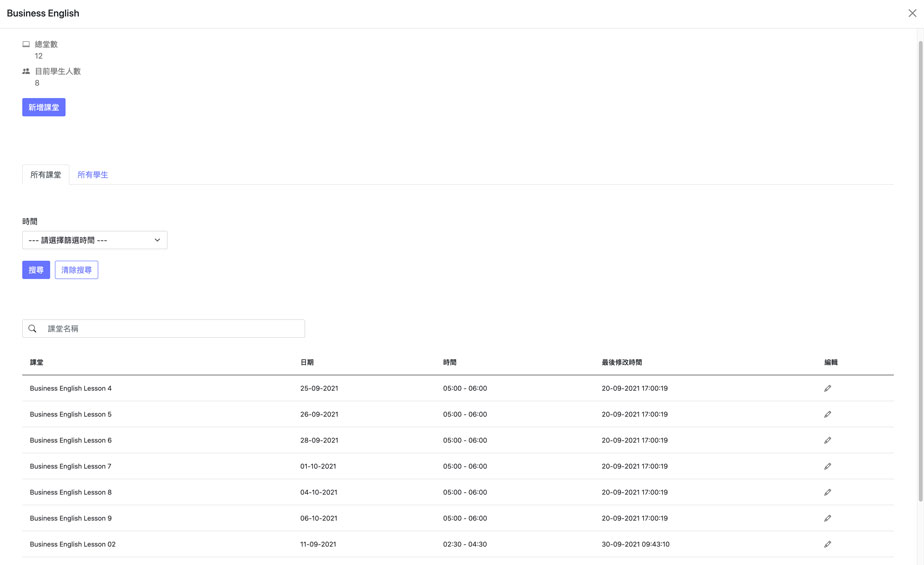 Business English
總堂數
12
目前學生人數
8
新增課堂
所有課堂 所有學生
時間
--- 請選擇篩選時間 ---
搜尋 清除搜尋
課堂名稱
課堂 日期 時間 最後修改時間 編輯
Business English Lesson 4 25-09-2021 05:00 - 06:00 20-09-2021 17:00:19
Business English Lesson 5 26-09-2021 05:00 - 06:00 20-09-2021 17:00:19
Business English Lesson 6 28-09-2021 05:00 - 06:00 20-09-2021 17:00:19
Business English Lesson 7 01-10-2021 05:00 - 06:00 20-09-2021 17:00:19
Business English Lesson 8 04-10-2021 05:00 - 06:00 20-09-2021 17:00:19
Business English Lesson 9 06-10-2021 05:00 - 06:00 20-09-2021 17:00:19
Business English Lesson 02 11-09-2021 02:30 - 04:30 30-09-2021 09:43:10